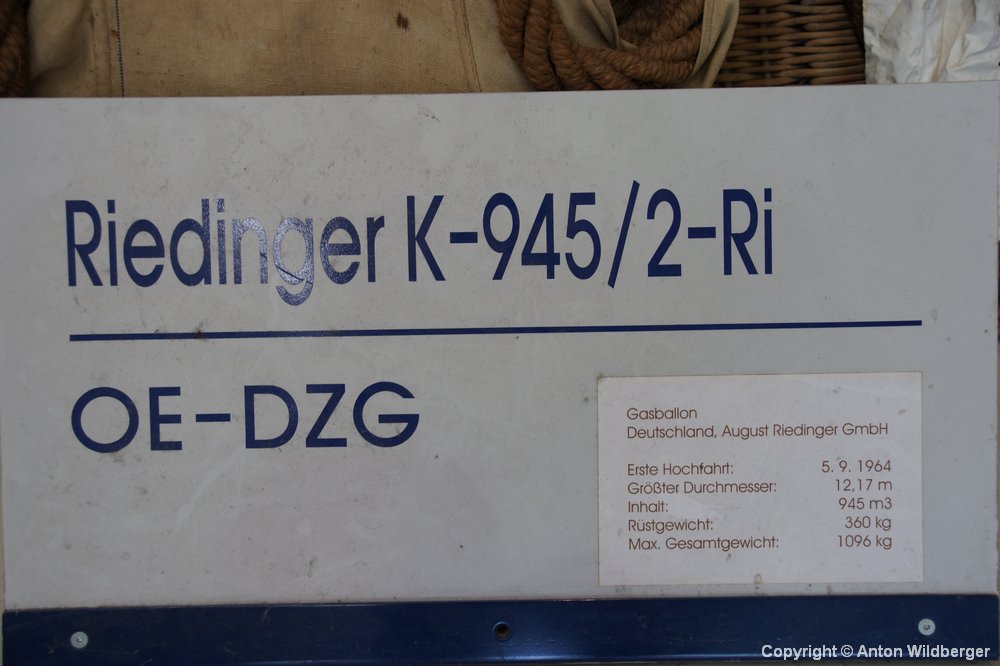 Riedinger K-945/2-Ri
OE-DZG
Gasballon
Deutschland, August Riedinger GmbH
Erste Hochfahrt: 5. 9. 1964
Größter Durchmesser: 12,17 m
Inhalt: 945 m3
Rüstgewicht: 360 kg
Max. Gesamtgewicht: 1096 kg
Copyright © Anton Wildberger